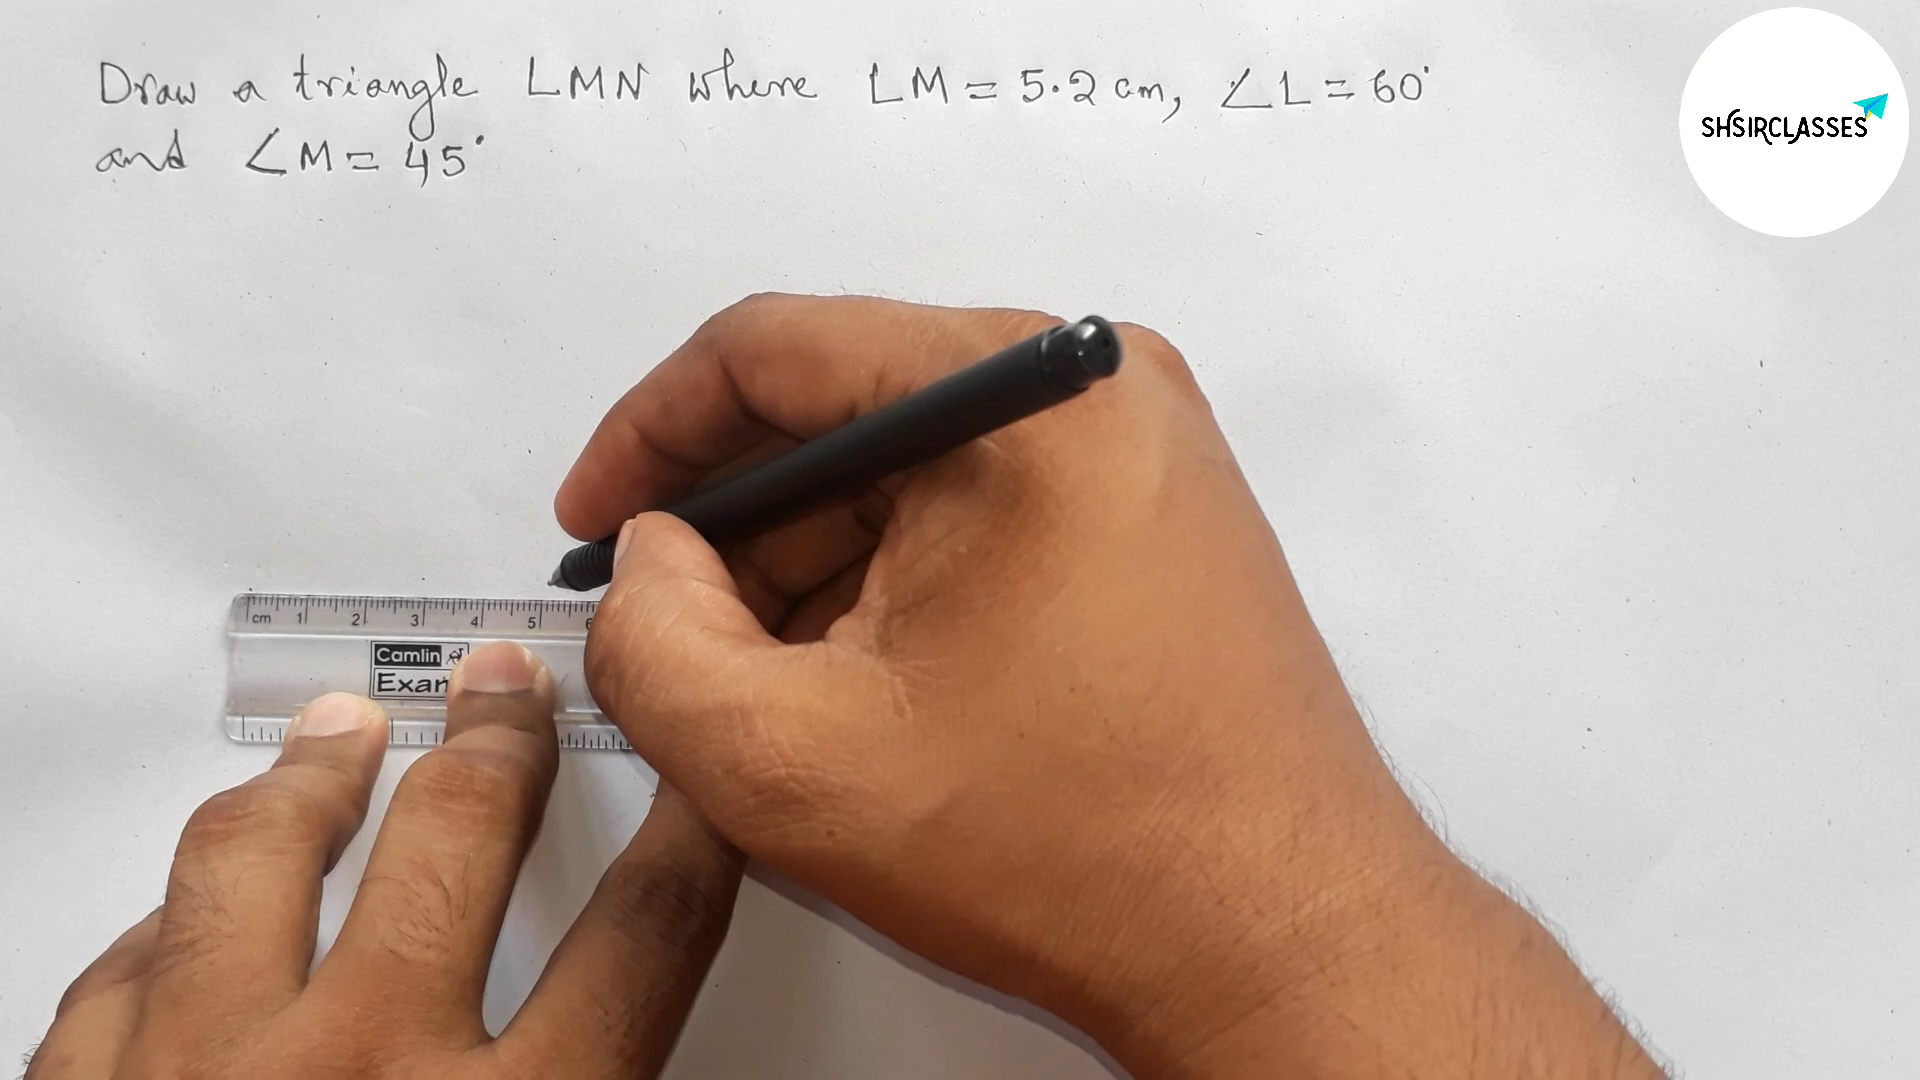 Draw a triangle LMN where LM = 5.2 cm, ∠L = 60°
and ∠M = 45°
SHSIRCLASSES
cm 1 2 3 4 5 6
Camlin
Exam